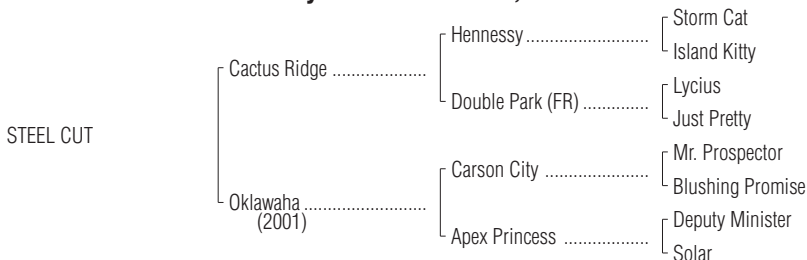 Storm Cat
Hennessy
Island Kitty
Cactus Ridge
Lycius
Double Park (FR)
Just Pretty
STEEL CUT
Mr. Prospector
Carson City
Blushing Promise
Oklawaha
(2001)
Deputy Minister
Apex Princess
Solar